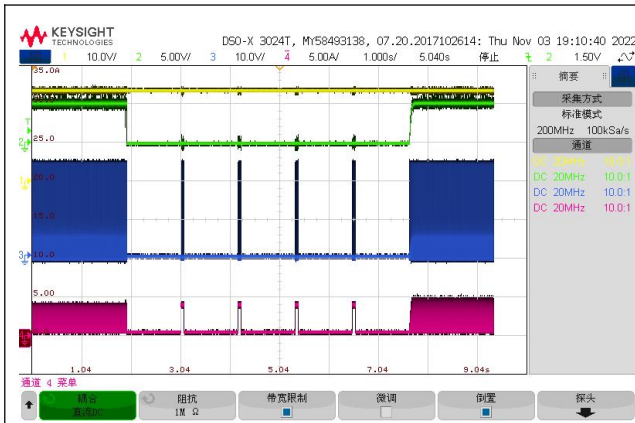 KEYSIGHT
TECHNOLOGIES
DSO-X 3024T, MY58493138, 07.20.2017102614: Thu Nov 03 19:10:40 2022
1 10.0V/ 2 5.00V/ 3 10.0V/ 4 5.00A/ 1.000s/ 5.040s 停止 2 1.50V
35.0A
25.0
20.0
15.0
10.0
5.00
1.04 3.04 5.04 7.04 9.04s
摘要
采集方式
标准模式
200MHz 100kSa/s
通道
DC 20MHz 10.0:1
DC 20MHz 10.0:1
DC 20MHz 10.0:1
DC 20MHz 10.0:1
通道 4 菜单
耦合
直流DC
阻抗
1M Ω
带宽限制
微调
倒置
探头